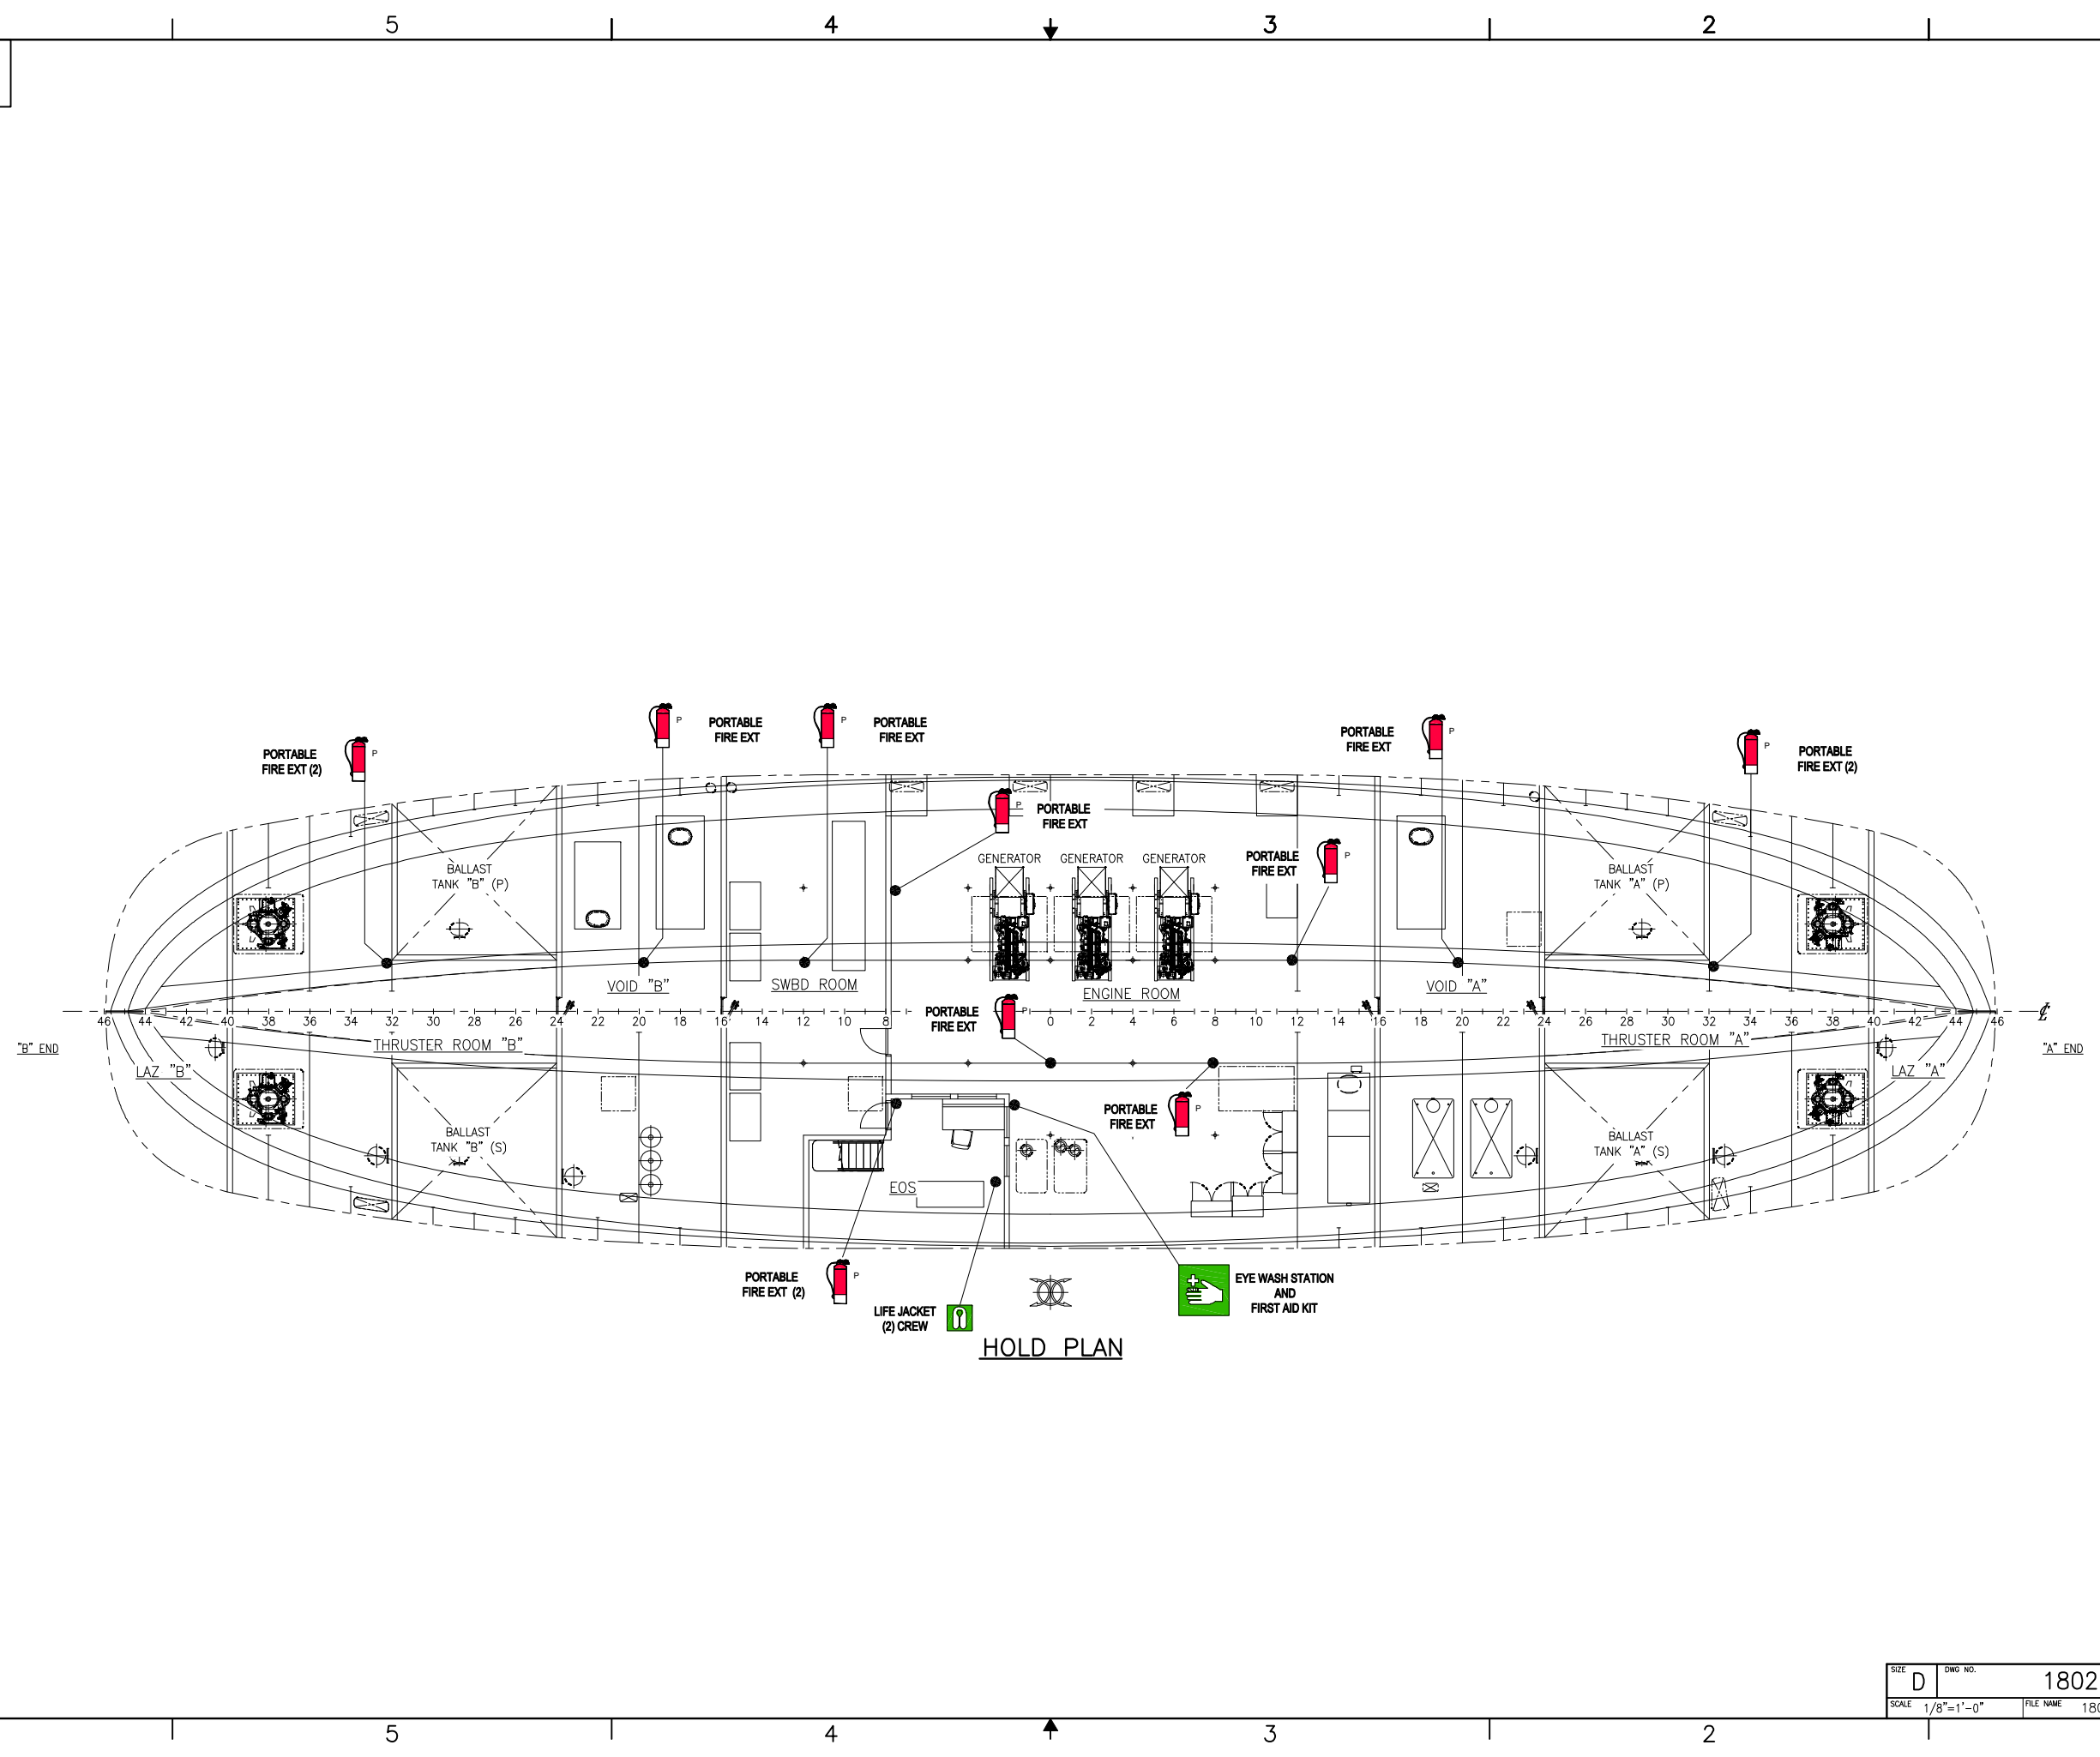 5 4 3 2
PORTABLE
FIRE EXT (2)
P
P
PORTABLE
FIRE EXT
P
PORTABLE
FIRE EXT
PORTABLE
FIRE EXT
P
P
PORTABLE
FIRE EXT (2)
P
PORTABLE
FIRE EXT
PORTABLE
FIRE EXT
P
GENERATOR GENERATOR GENERATOR
BALLAST
TANK "B" (P)
BALLAST
TANK "A" (P)
VOID "B"
SWBD ROOM
ENGINE ROOM
VOID "A"
PORTABLE
FIRE EXT
P
46 44 42 40 38 36 34 32 30 28 26 24 22 20 18 16 14 12 10 8 0 2 4 6 8 10 12 14 16 18 20 22 24 26 28 30 32 34 36 38 40 42 44 46
"B" END
THRUSTER ROOM "B"
THRUSTER ROOM "A"
"A" END
LAZ "B"
LAZ "A"
PORTABLE
FIRE EXT
P
BALLAST
TANK "B" (S)
BALLAST
TANK "A" (S)
EOS
PORTABLE
FIRE EXT (2)
P
LIFE JACKET
(2) CREW
EYE WASH STATION
AND
FIRST AID KIT
HOLD PLAN
SIZE D DWG NO. 1802
SCALE 1/8"=1'-0" FILE NAME 180
5 4 3 2